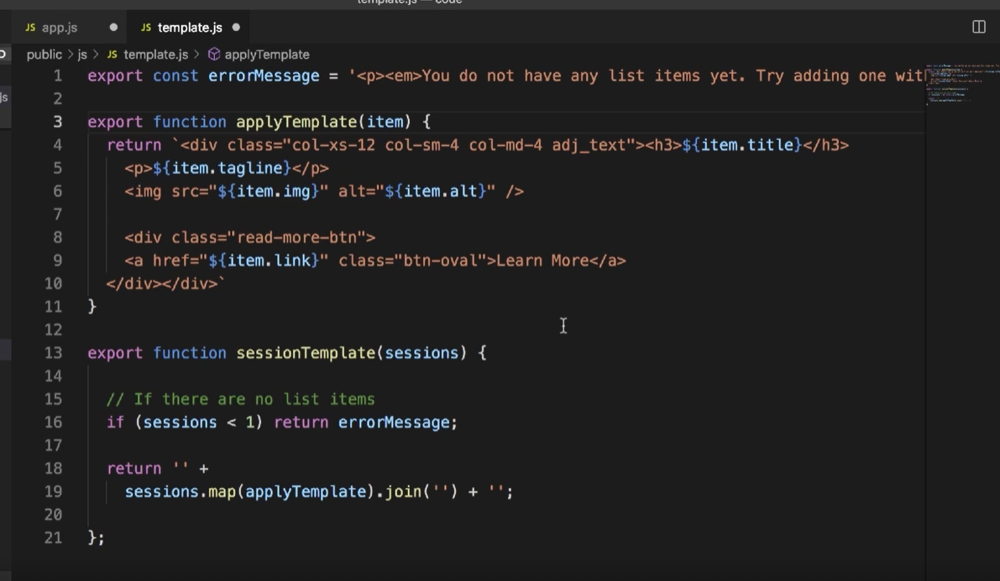 template.js — code
JS app.js ● JS template.js ●
public > js > JS template.js > applyTemplate
js
1 export const errorMessage = '<p><em>You do not have any list items yet. Try adding one wit
2
3 export function applyTemplate(item) {
4 return `<div class="col-xs-12 col-sm-4 col-md-4 adj_text"><h3>${item.title}</h3>
5 <p>${item.tagline}</p>
6 <img src="${item.img}" alt="${item.alt}" />
7
8 <div class="read-more-btn">
9 <a href="${item.link}" class="btn-oval">Learn More</a>
10 </div></div>`
11 }
12
13 export function sessionTemplate(sessions) {
14
15 // If there are no list items
16 if (sessions < 1) return errorMessage;
17
18 return '' +
19 sessions.map(applyTemplate).join('') + '';
20
21 };